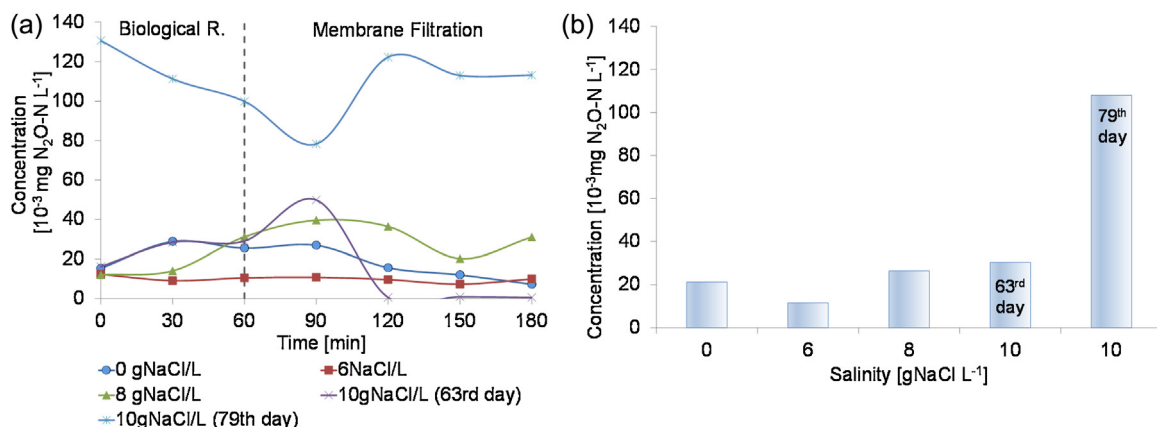 (a)
Biological R.
Membrane Filtration
Concentration
[10⁻³ mg N₂O-N L⁻¹]
140
120
100
80
60
40
20
0
0 30 60 90 120 150 180
Time [min]
0 gNaCl/L
6NaCl/L
8 gNaCl/L
10gNaCl/L (63rd day)
10gNaCl/L (79th day)
(b)
Concentration [10⁻³mg N₂O-N L⁻¹]
140
120
100
80
60
40
20
0
79ᵗʰ
day
63ʳᵈ
day
0 6 8 10 10
Salinity [gNaCl L⁻¹]